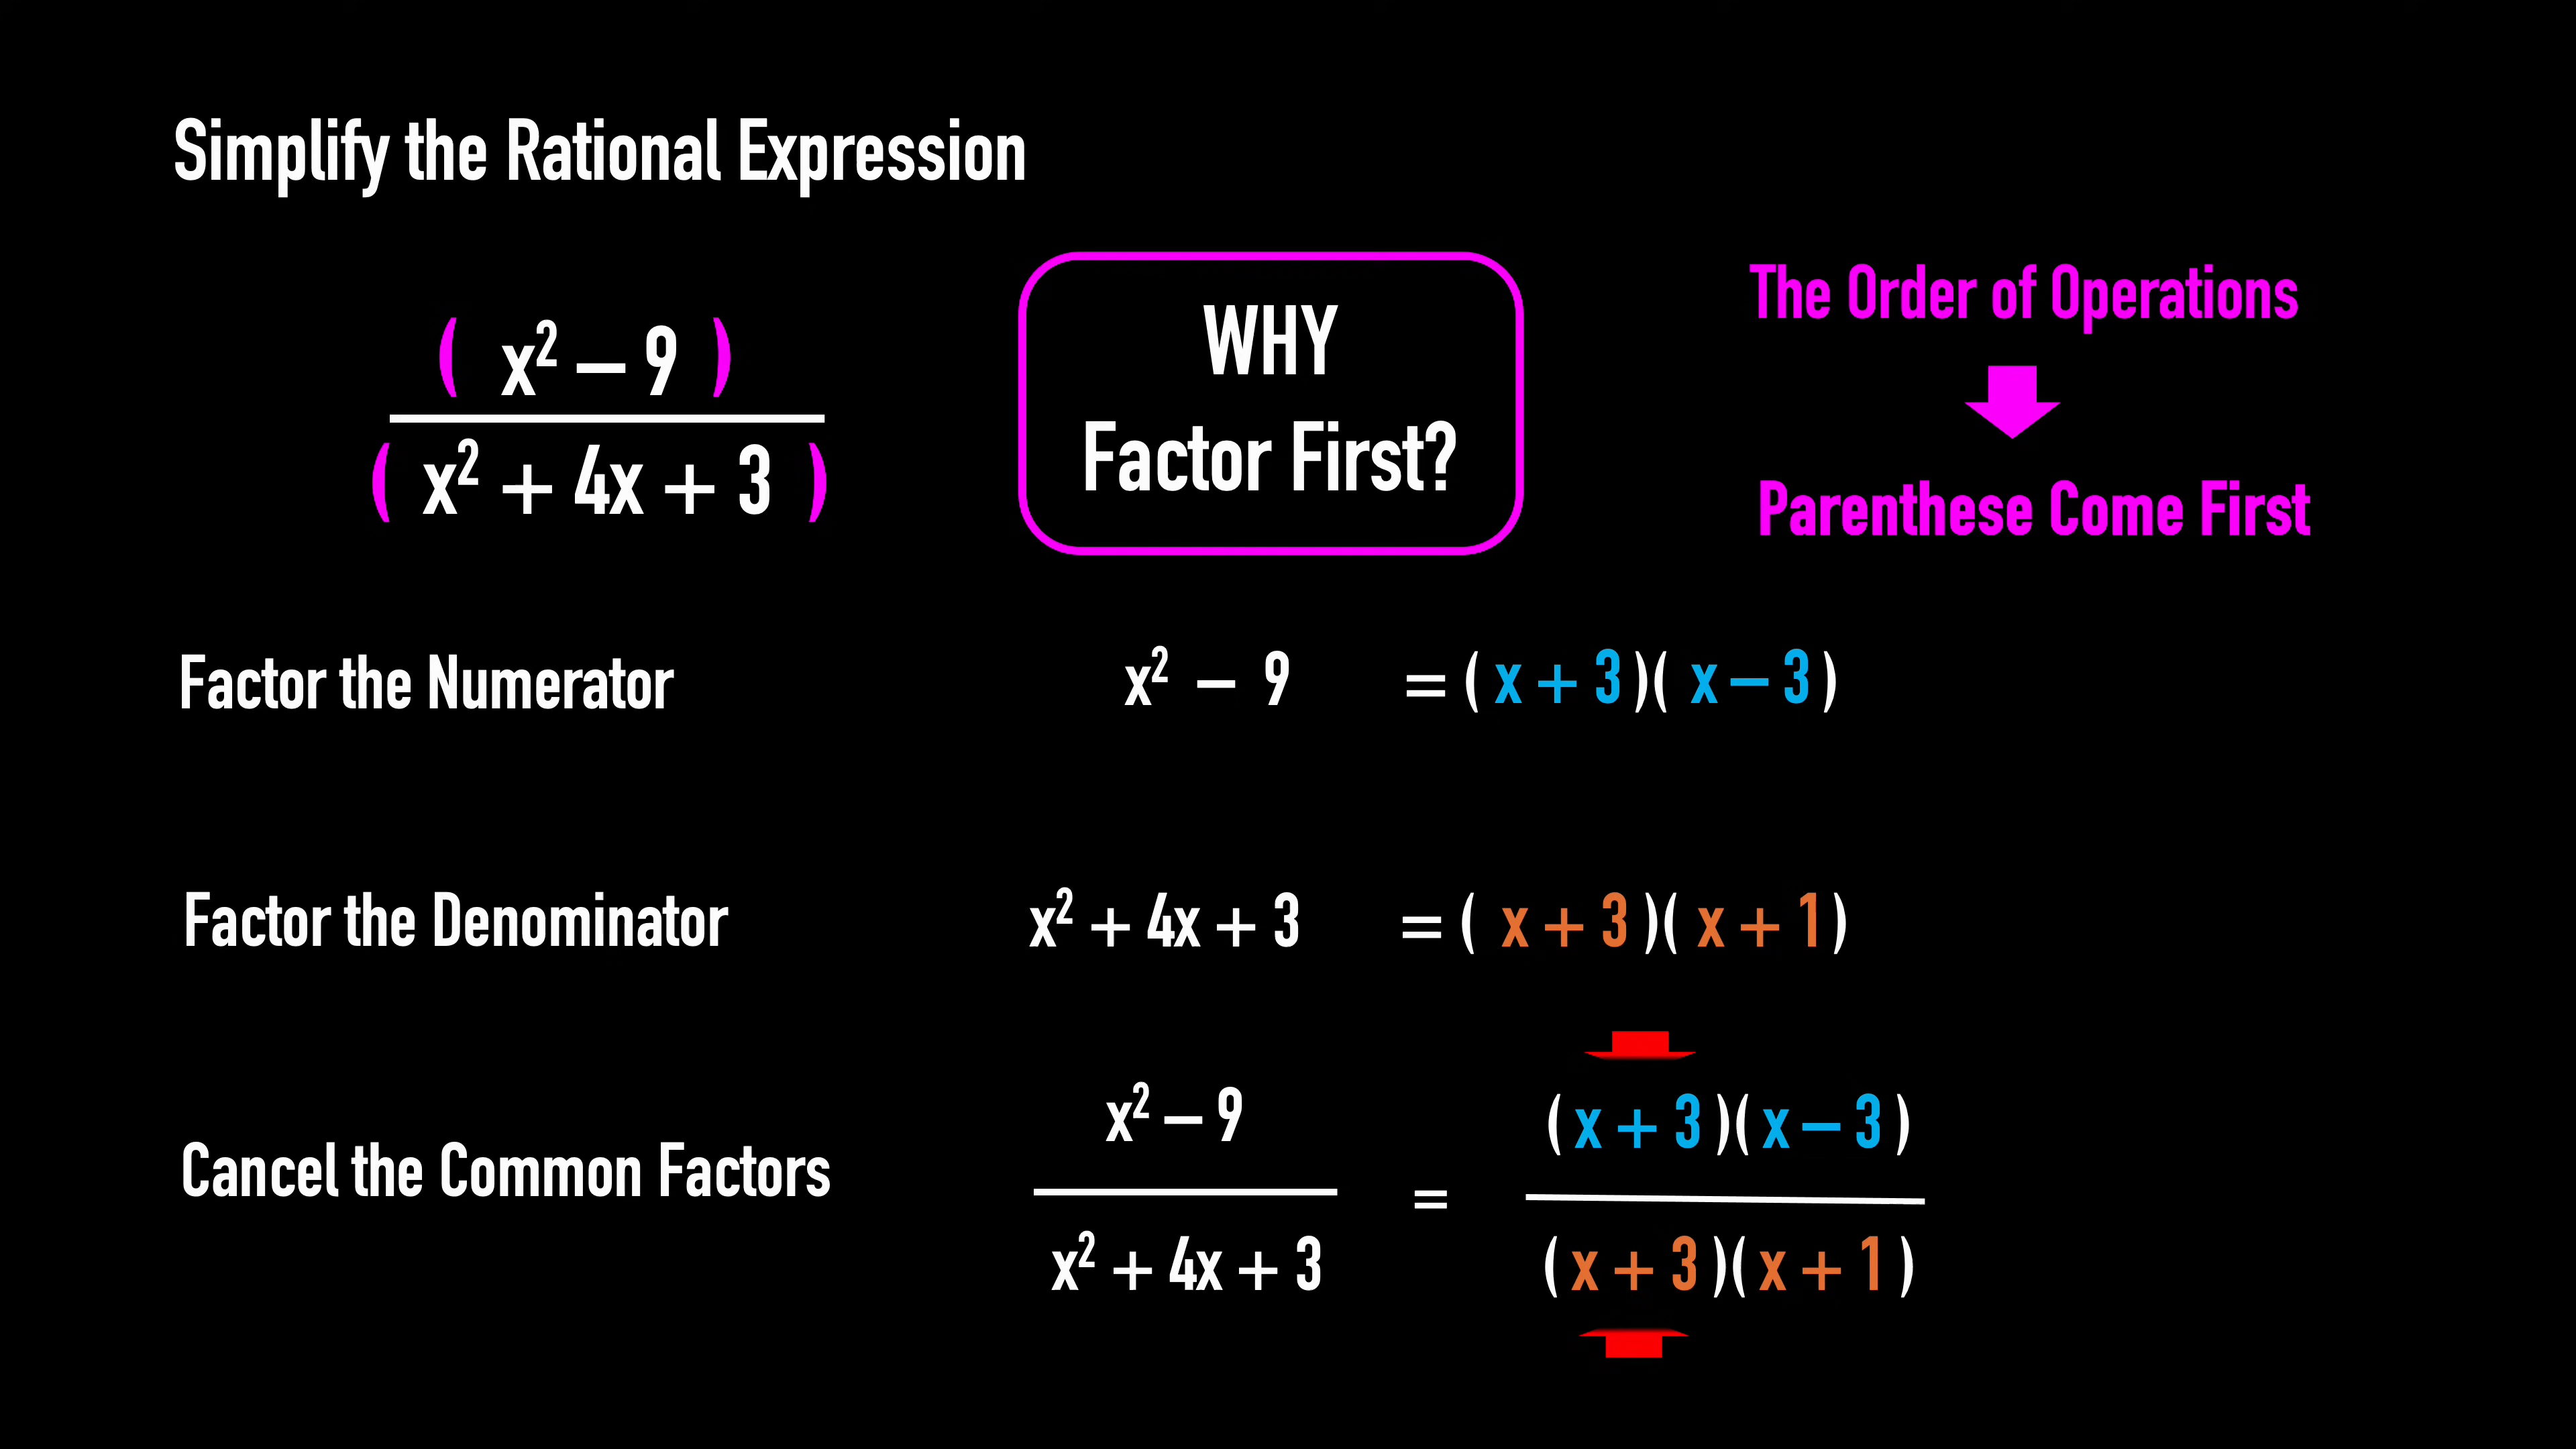 Simplify the Rational Expression
( x² – 9 )
( x² + 4x + 3 )
WHY
Factor First?
The Order of Operations
Parenthese Come First
Factor the Numerator
x² – 9 = ( x + 3 )( x – 3 )
Factor the Denominator
x² + 4x + 3 = ( x + 3 )( x + 1 )
Cancel the Common Factors
x² – 9
x² + 4x + 3
=
( x + 3 )( x – 3 )
( x + 3 )( x + 1 )